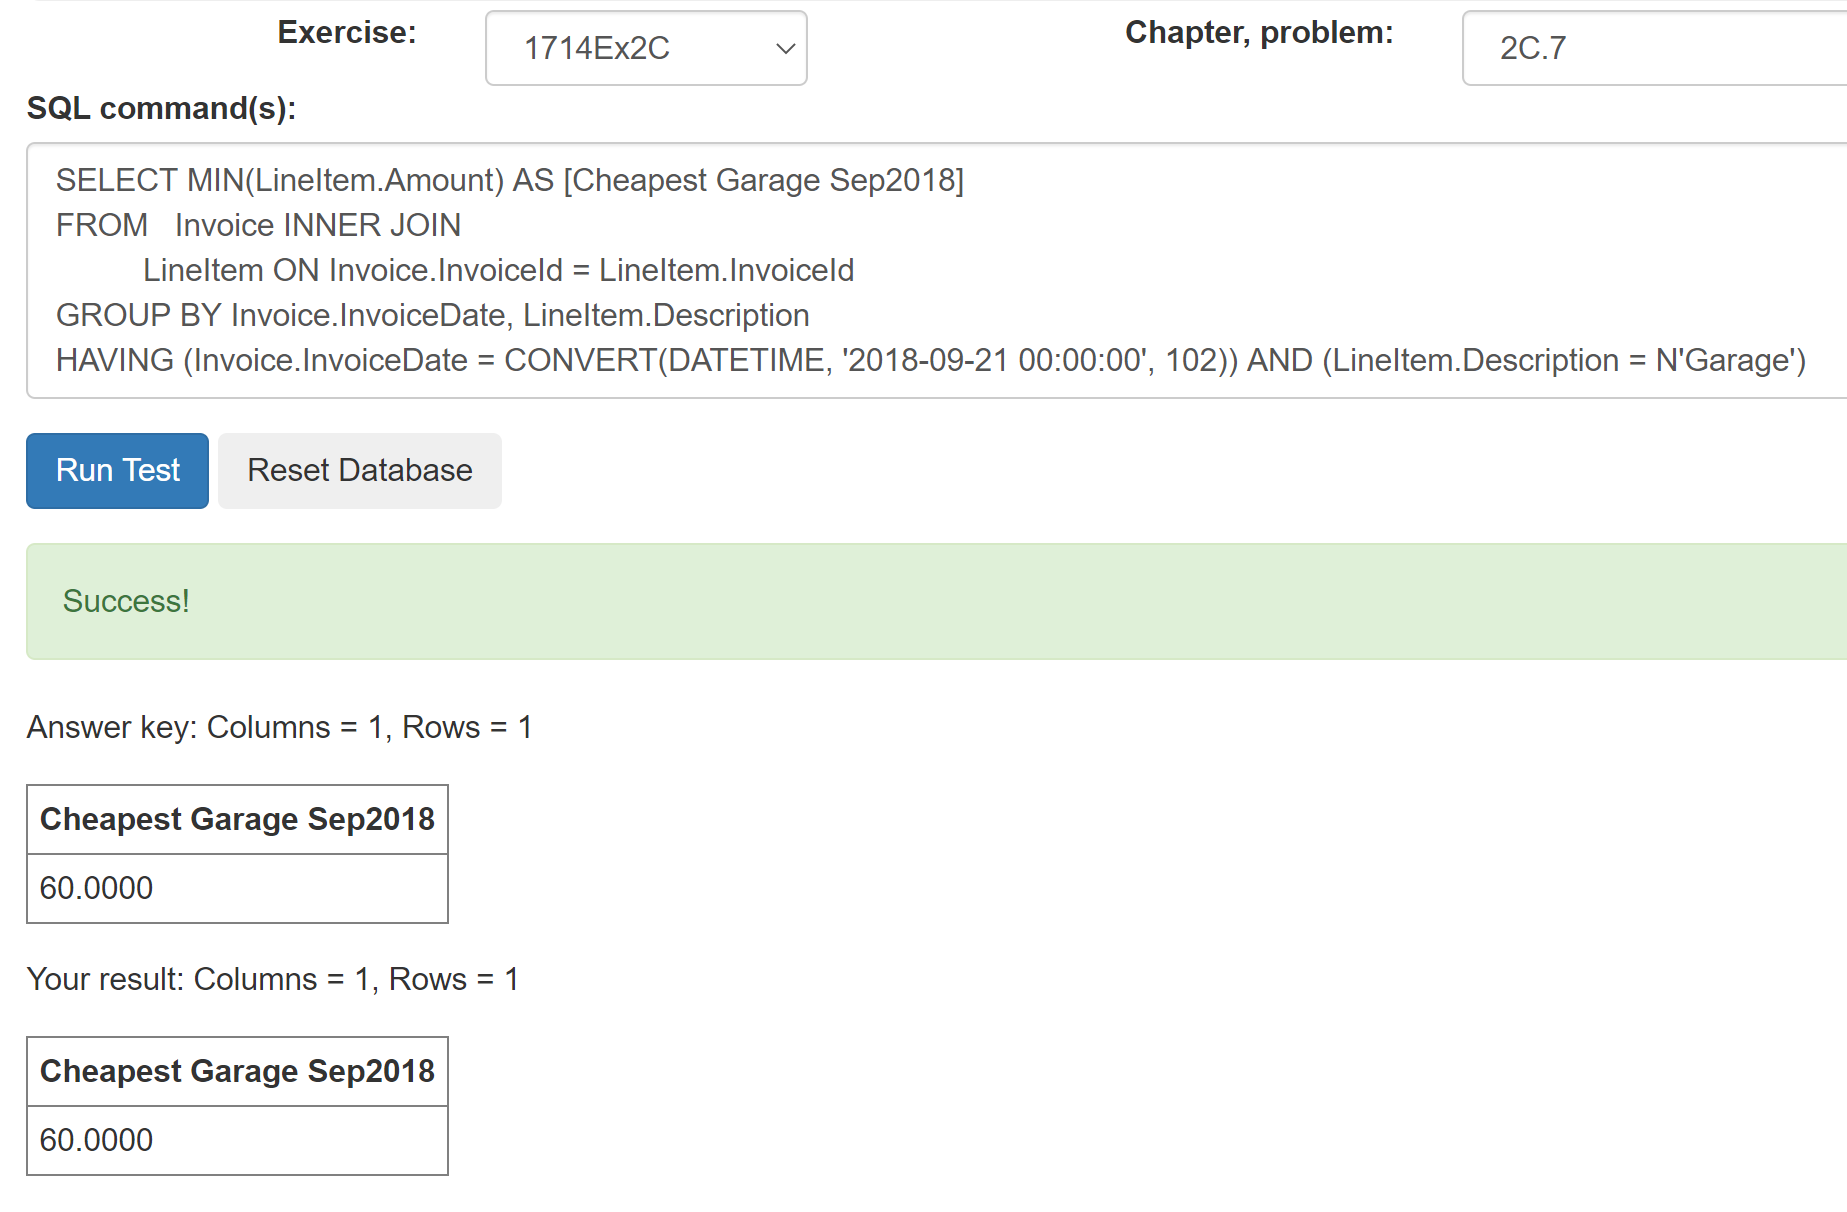 Exercise: 1714Ex2C Chapter, problem: 2C.7
SQL command(s):
SELECT MIN(LineItem.Amount) AS [Cheapest Garage Sep2018]
FROM   Invoice INNER JOIN
LineItem ON Invoice.InvoiceId = LineItem.InvoiceId
GROUP BY Invoice.InvoiceDate, LineItem.Description
HAVING (Invoice.InvoiceDate = CONVERT(DATETIME, '2018-09-21 00:00:00', 102)) AND (LineItem.Description = N'Garage')
Run Test Reset Database
Success!
Answer key: Columns = 1, Rows = 1
Cheapest Garage Sep2018
60.0000
Your result: Columns = 1, Rows = 1
Cheapest Garage Sep2018
60.0000